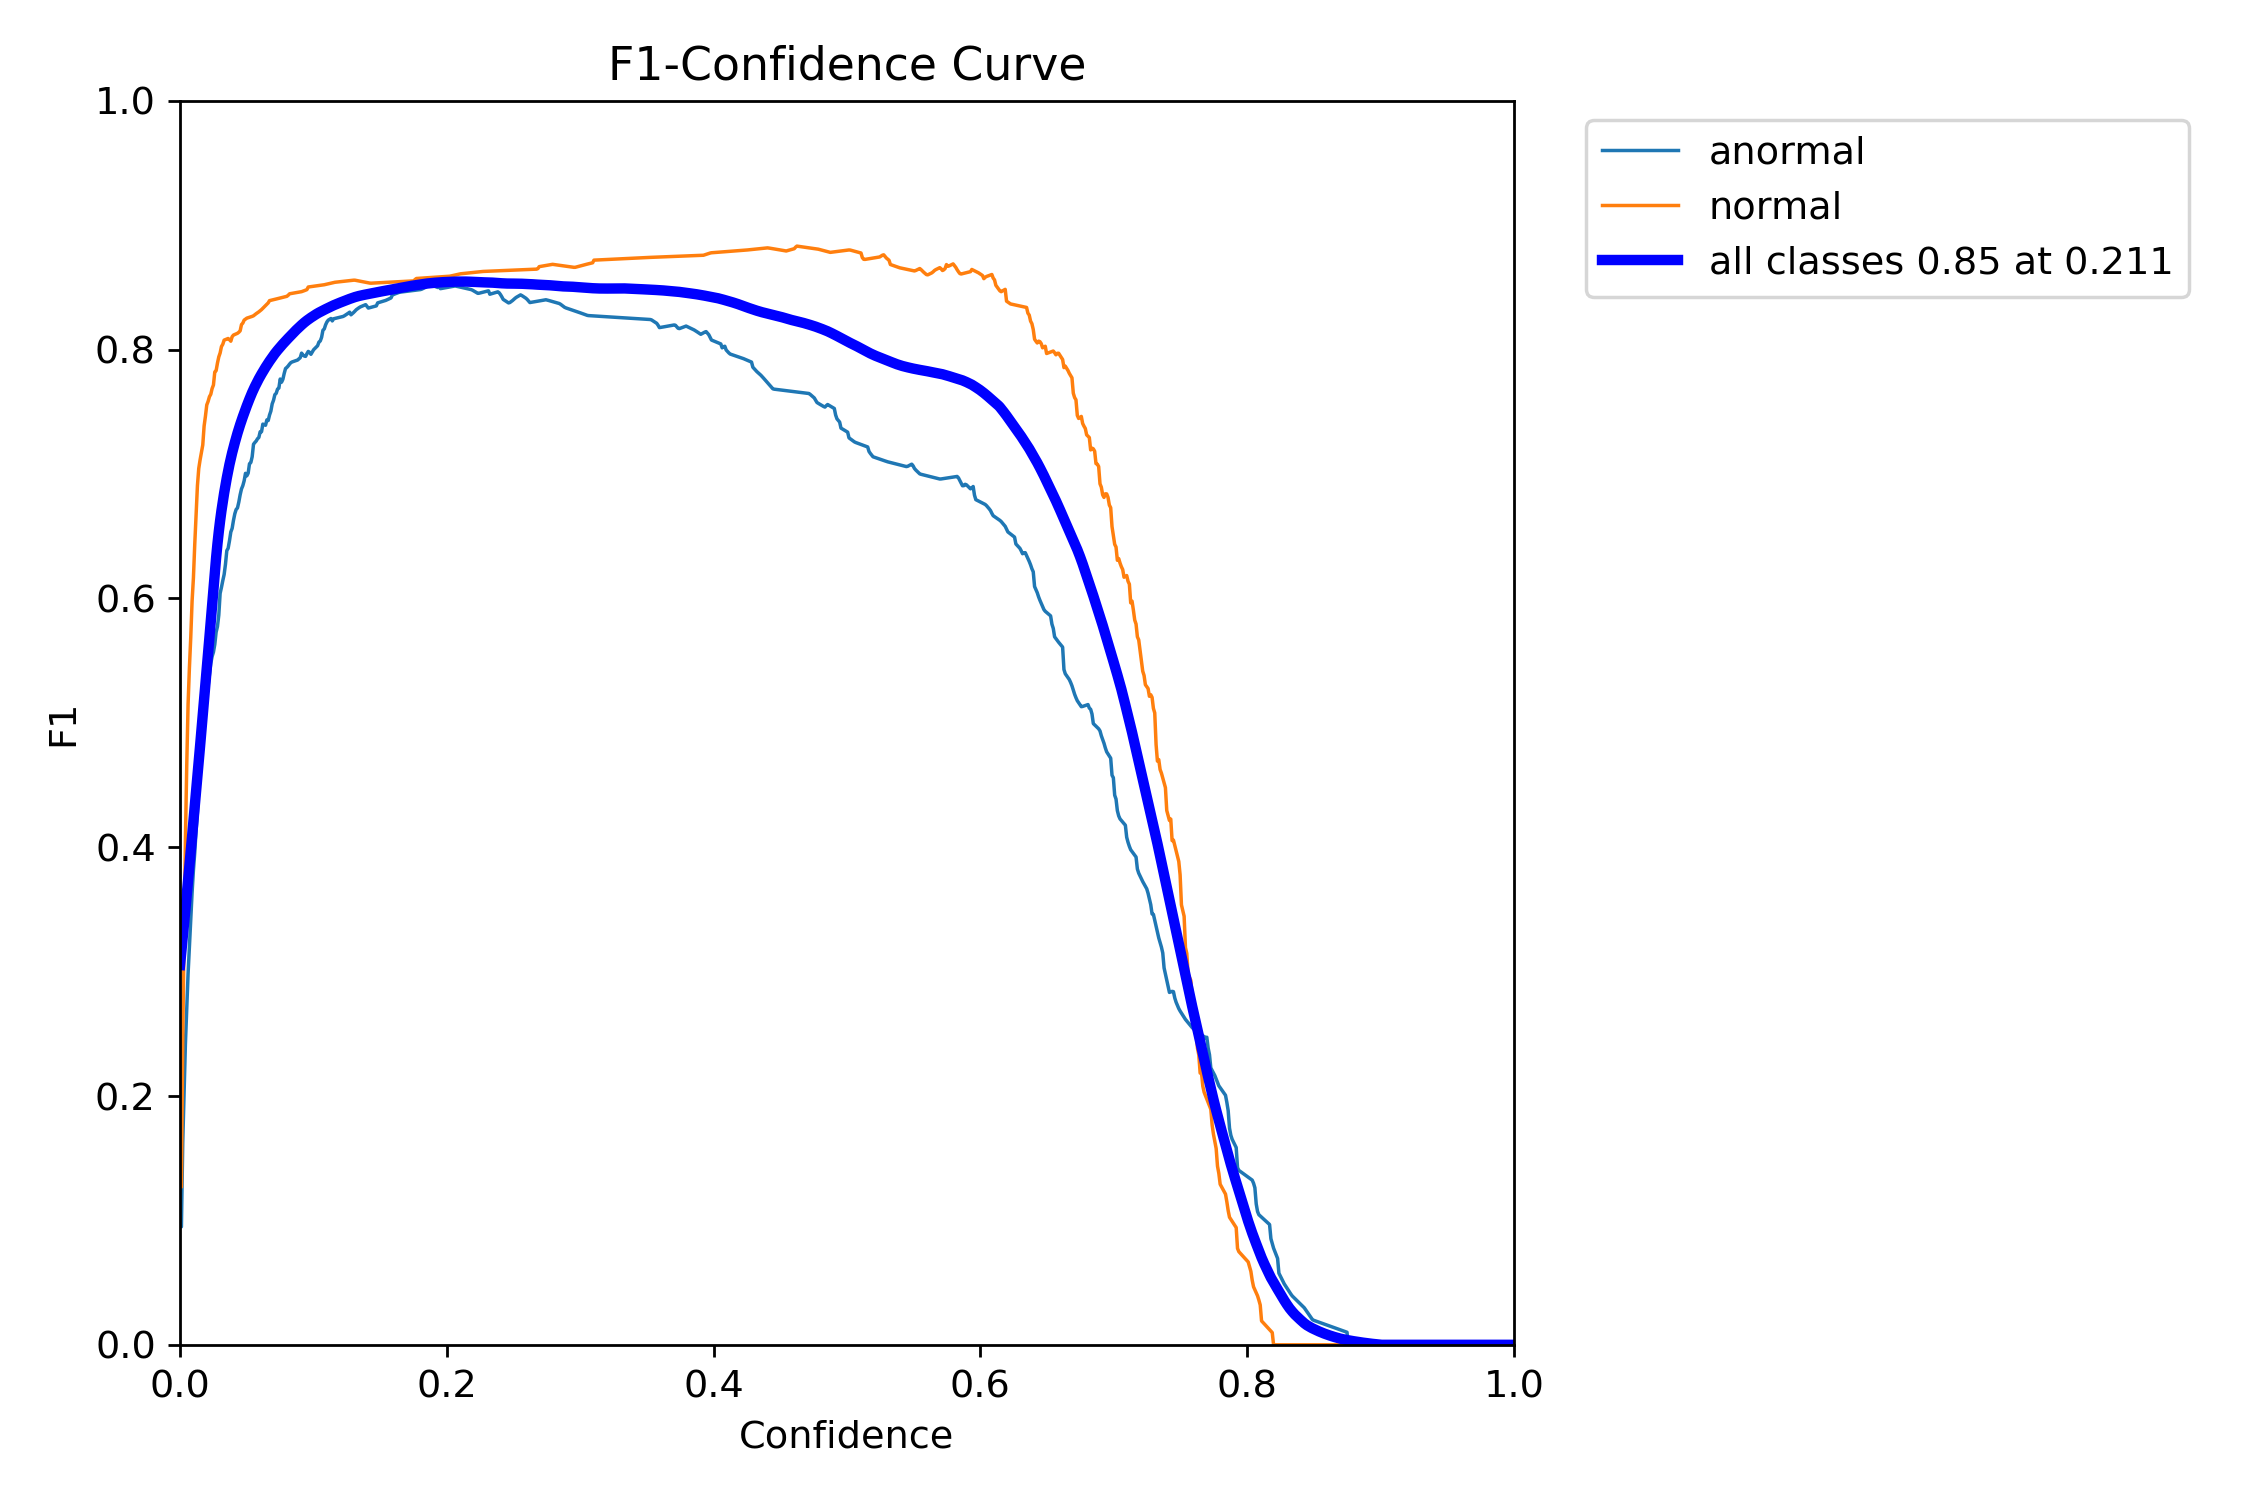 F1-Confidence Curve
1.0
0.8
0.6
0.4
0.2
0.0
F1
0.0 0.2 0.4 0.6 0.8 1.0
Confidence
anormal
normal
all classes 0.85 at 0.211